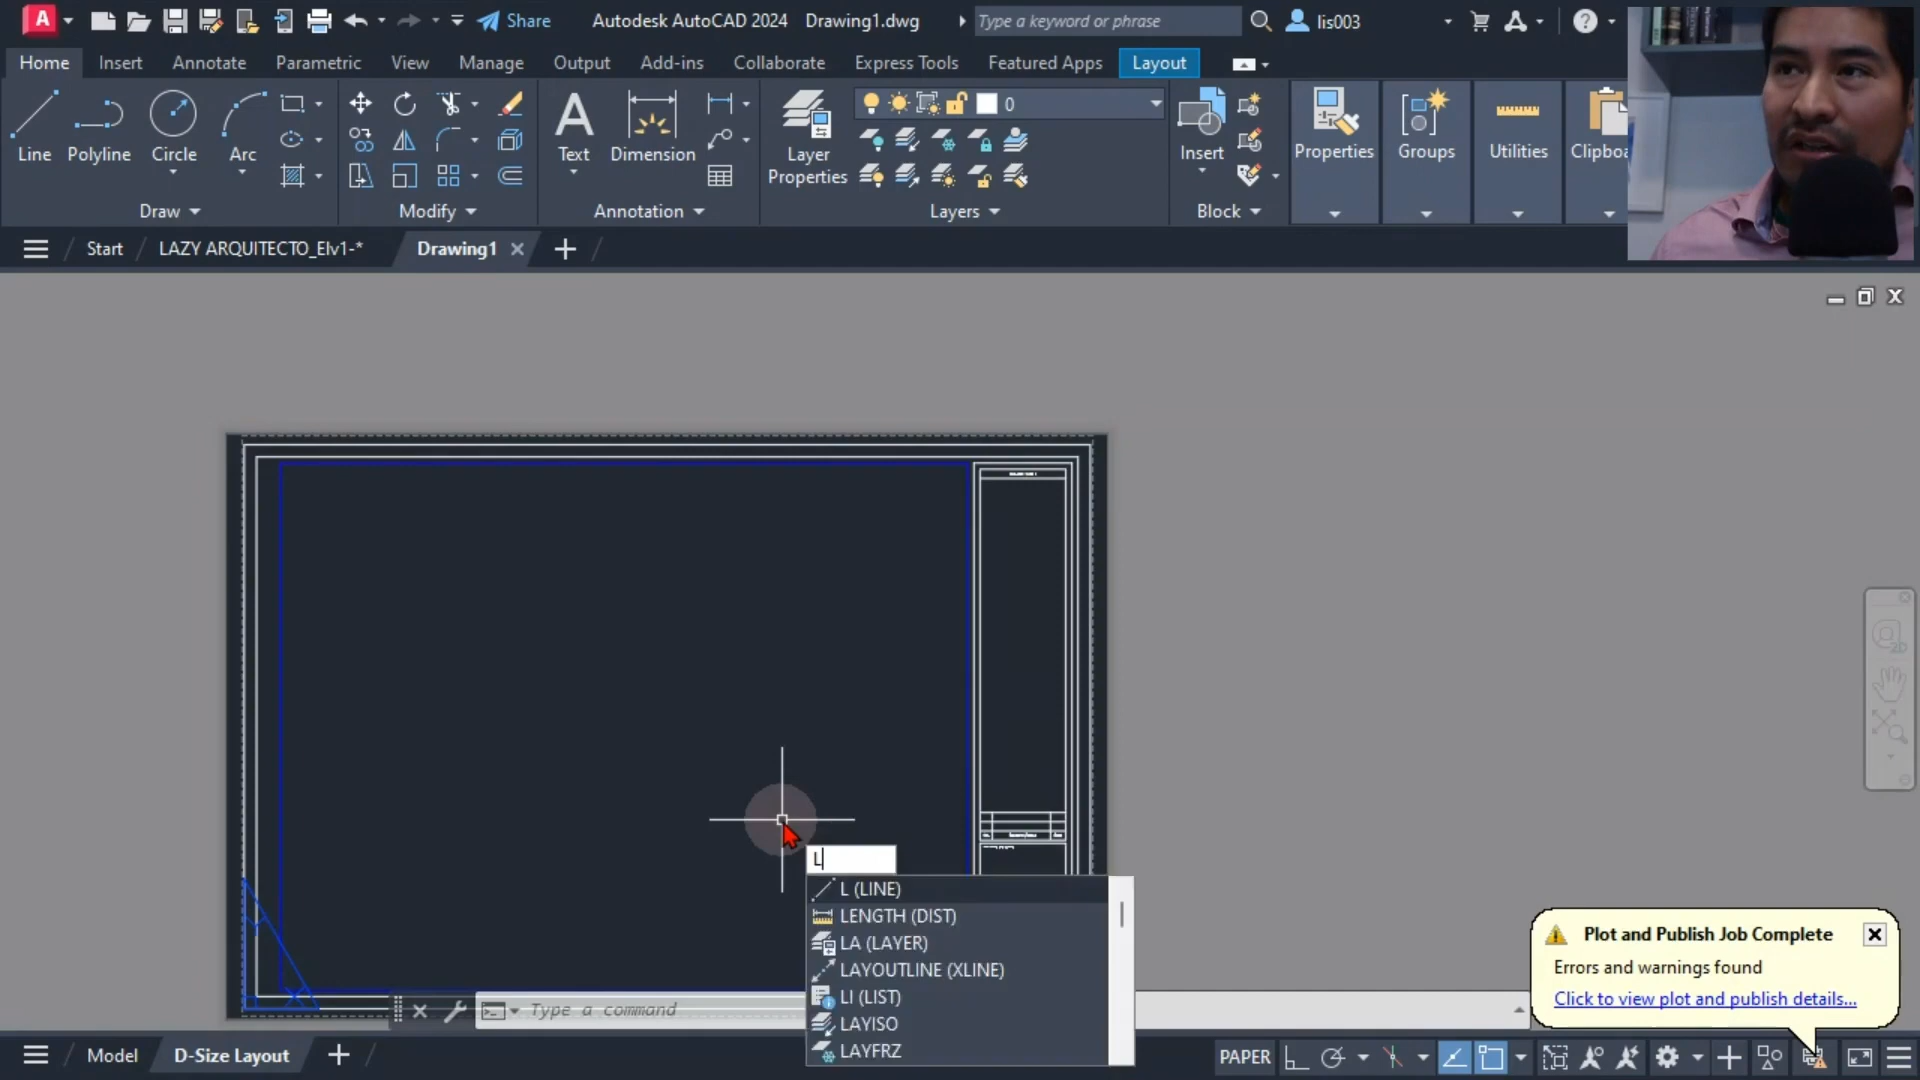 A
Share
Autodesk AutoCAD 2024 Drawing1.dwg
Type a keyword or phrase
lis003
Home Insert Annotate Parametric View Manage Output Add-ins Collaborate Express Tools Featured Apps Layout
Line Polyline Circle Arc
Text Dimension
Layer Properties
0
Insert
Properties Groups Utilities Clipboa
Draw Modify Annotation Layers Block
Start LAZY ARQUITECTO_Elv1-* Drawing1
2D
L
L (LINE)
LENGTH (DIST)
LA (LAYER)
LAYOUTLINE (XLINE)
LI (LIST)
LAYISO
LAYFRZ
Type a command
Plot and Publish Job Complete
Errors and warnings found
Click to view plot and publish details...
Model D-Size Layout
PAPER